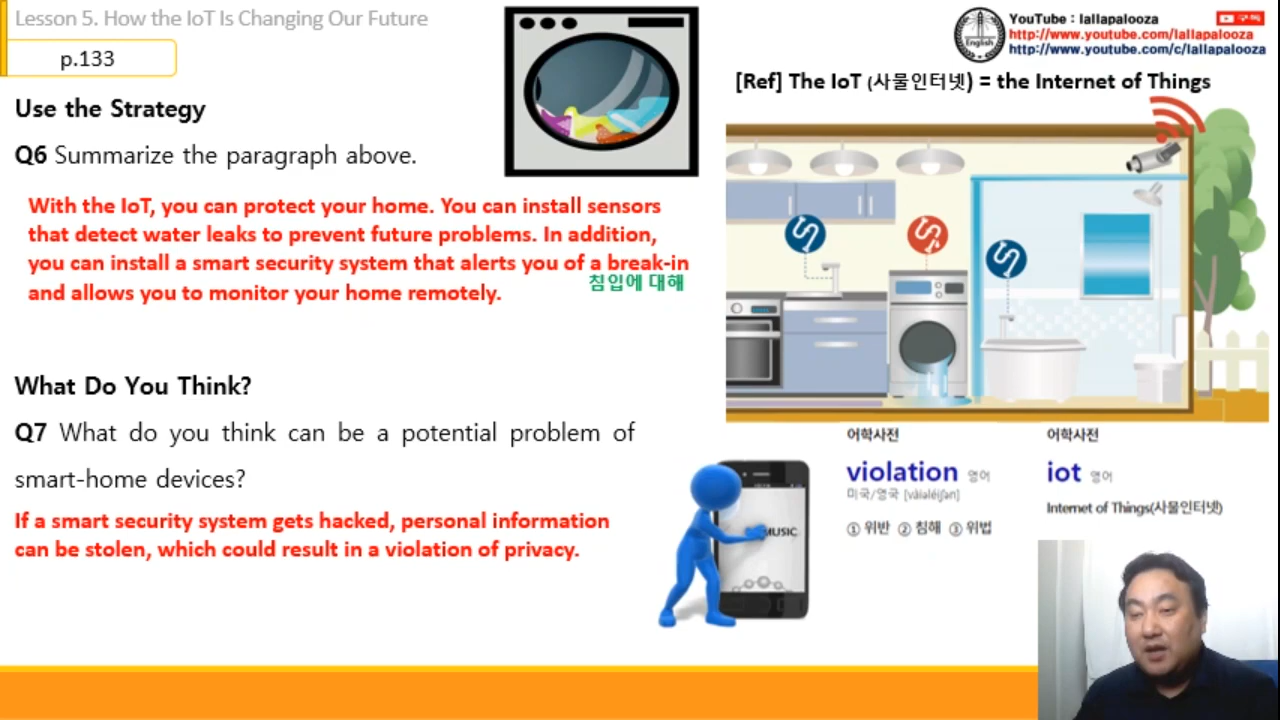 Lesson 5. How the IoT Is Changing Our Future
p.133
Use the Strategy
Q6 Summarize the paragraph above.
With the IoT, you can protect your home. You can install sensors
that detect water leaks to prevent future problems. In addition,
you can install a smart security system that alerts you of a break-in
침입에 대해
and allows you to monitor your home remotely.
What Do You Think?
Q7 What do you think can be a potential problem of
smart-home devices?
If a smart security system gets hacked, personal information
can be stolen, which could result in a violation of privacy.
English
YouTube : lallapalooza
구독
http://www.youtube.com/lallapalooza
http://www.youtube.com/c/lallapalooza
[Ref] The IoT (사물인터넷) = the Internet of Things
MUSIC
어학사전
violation 영어
미국/영국 [vàiəléiʃən]
① 위반 ② 침해 ③ 위법
어학사전
iot 영어
Internet of Things(사물인터넷)